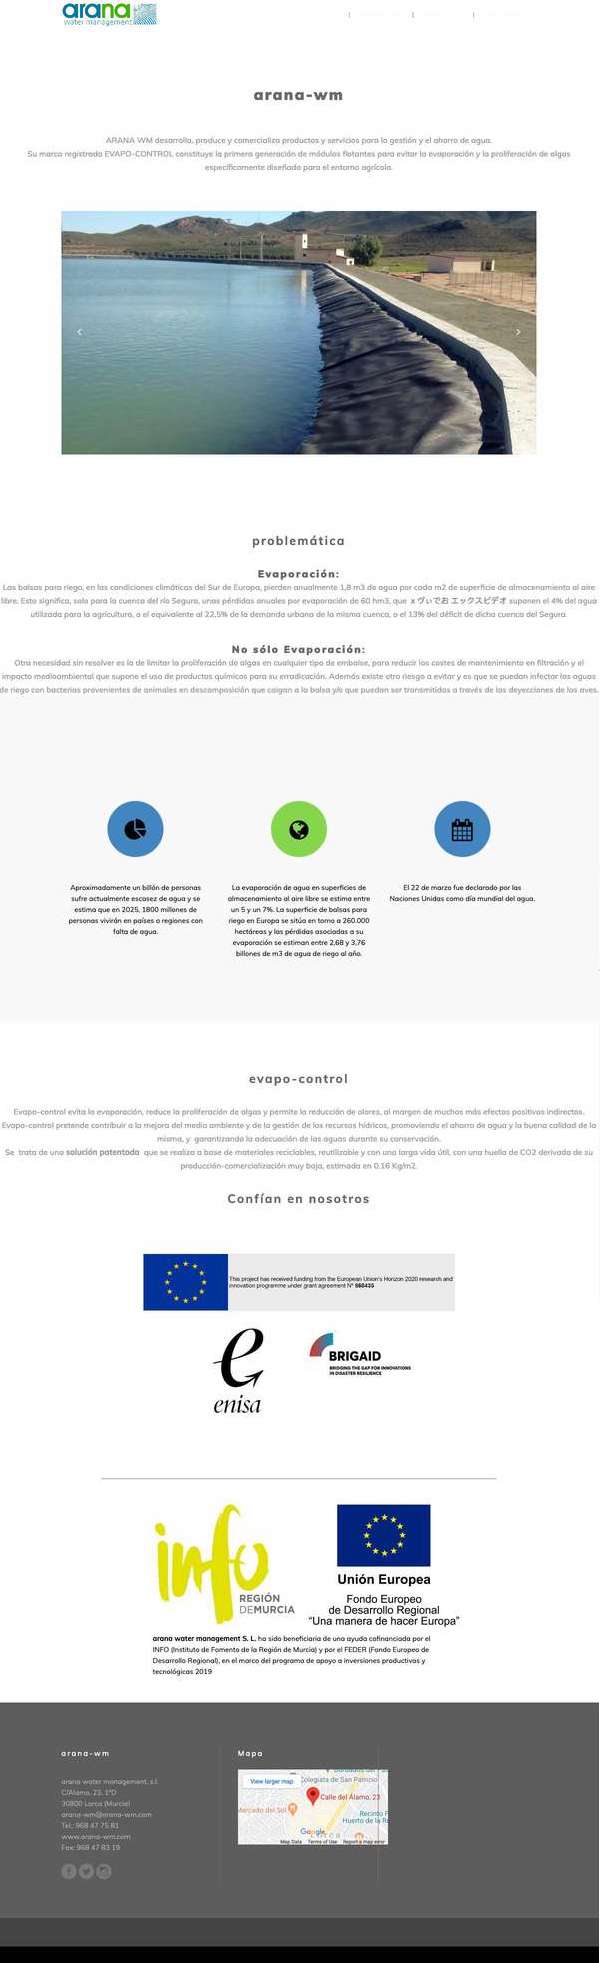 arana
water management
arana-wm
ARANA WM desarrolla, produce y comercializa productos y servicios para la gestión y el ahorro de agua.
Su marca registrada EVAPO-CONTROL constituye la primera generación de módulos flotantes para evitar la evaporación y la proliferación de algas
específicamente diseñado para el entorno agrícola.
problemática
Evaporación:
Las balsas para riego, en las condiciones climáticas del Sur de Europa, pierden anualmente 1,8 m3 de agua por cada m2 de superficie de almacenamiento al aire
libre. Esto significa, solo para la cuenca del río Segura, unas pérdidas anuales por evaporación de 60 hm3, que xヴぃでお エックスビデオ suponen el 4% del agua
utilizada para la agricultura, o el equivalente al 22,5% de la demanda urbana de la misma cuenca, o el 13% del déficit de dicha cuenca del Segura.
No sólo Evaporación:
Otra necesidad sin resolver es la de limitar la proliferación de algas en cualquier tipo de embalse, para reducir los costes de mantenimiento en filtración y el
impacto medioambiental que supone el uso de productos químicos para su erradicación. Además existe otro riesgo a evitar y es que se puedan infectar las aguas
de riego con bacterias provenientes de animales en descomposición que caigan a la balsa y/o que puedan ser transmitidas a través de las deyecciones de las aves.
Aproximadamente un billón de personas
sufre actualmente escasez de agua y se
estima que en 2025, 1800 millones de
personas vivirán en países o regiones con
falta de agua.
La evaporación de agua en superficies de
almacenamiento al aire libre se estima entre
un 5 y un 7%. La superficie de balsas para
riego en Europa se sitúa en torno a 260.000
hectáreas y las pérdidas asociadas a su
evaporación se estiman entre 2,68 y 3,76
billones de m3 de agua de riego al año.
El 22 de marzo fue declarado por las
Naciones Unidas como día mundial del agua.
evapo-control
Evapo-control evita la evaporación, reduce la proliferación de algas y permite la reducción de olores, al margen de muchos más efectos positivos indirectos.
Evapo-control pretende contribuir a la mejora del medio ambiente y de la gestión de los recursos hídricos, promoviendo el ahorro de agua y la buena calidad de la
misma, y garantizando la adecuación de las aguas durante su conservación.
Se trata de una solución patentada que se realiza a base de materiales reciclables, reutilizable y con una larga vida útil, con una huella de CO2 derivada de su
producción-comercialización muy baja, estimada en 0,16 Kg/m2.
Confían en nosotros
This project has received funding from the European Union's Horizon 2020 research and
innovation programme under grant agreement Nº
e
enisa
BRIGAID
BRIDGING THE GAP FOR INNOVATIONS
IN DISASTER RESILIENCE
info
REGIÓN
DEMURCIA
Unión Europea
Fondo Europeo
de Desarrollo Regional
"Una manera de hacer Europa"
arana water management S. L. ha sido beneficiaria de una ayuda cofinanciada por el
INFO (Instituto de Fomento de la Región de Murcia) y por el FEDER (Fondo Europeo de
Desarrollo Regional), en el marco del programa de apoyo a inversiones productivas y
tecnológicas 2019
arana-wm
Mapa
arana water management, s.l.
C/Alamo, 23, 1ºD
30800 Lorca (Murcia)
arana-wm@arana-wm.com
Tel.: 968 47 75 81
www.arana-wm.com
Fax: 968 47 83 19
View larger map
Colegiata de San Patricio
Calle del Álamo, 23
Mercado del Sol
Recinto F
Huerto de la R
Google
Map Data
Terms of Use
Report a map error